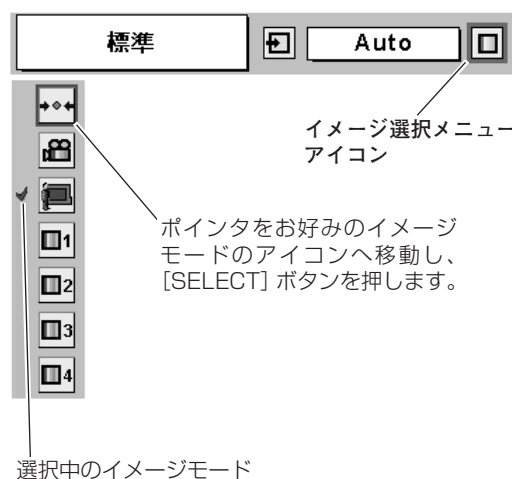 標準 Auto
イメージ選択メニュー
アイコン
ポインタをお好みのイメージ
モードのアイコンへ移動し、
［SELECT］ボタンを押します。
1
2
3
4
選択中のイメージモード